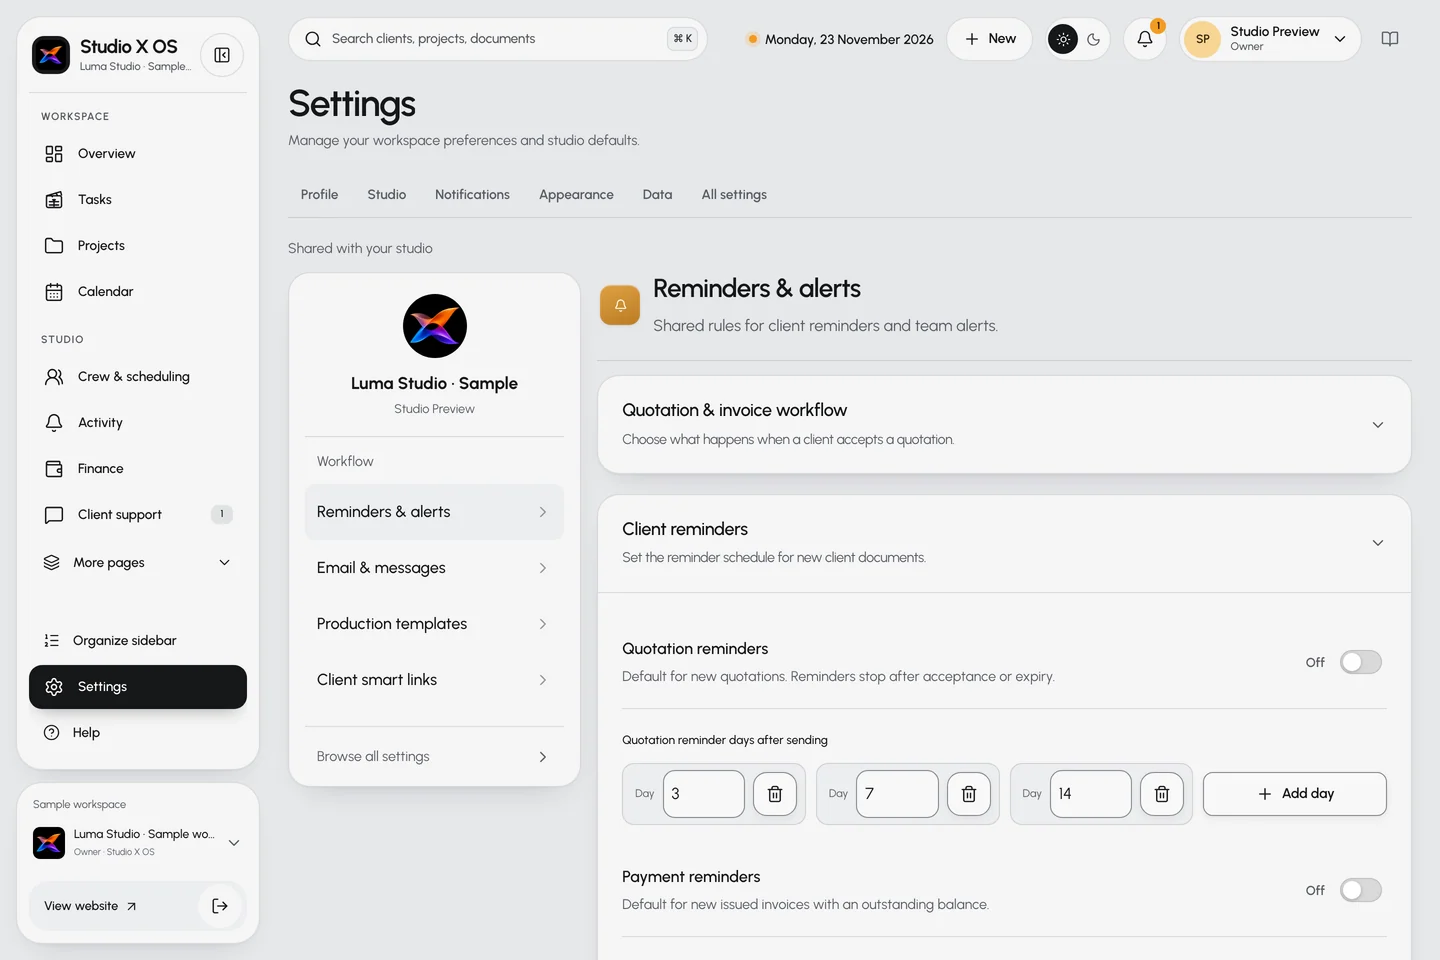 Studio X OS
Luma Studio · Sample...
WORKSPACE
Overview
Tasks
Projects
Calendar
STUDIO
Crew & scheduling
Activity
Finance
Client support
1
More pages
Organize sidebar
Settings
Help
Sample workspace
Luma Studio · Sample wo...
Owner · Studio X OS
View website
Search clients, projects, documents
⌘ K
Monday, 23 November 2026
New
1
SP
Studio Preview
Owner
Settings
Manage your workspace preferences and studio defaults.
Profile
Studio
Notifications
Appearance
Data
All settings
Shared with your studio
Luma Studio · Sample
Studio Preview
Workflow
Reminders & alerts
Email & messages
Production templates
Client smart links
Browse all settings
Reminders & alerts
Shared rules for client reminders and team alerts.
Quotation & invoice workflow
Choose what happens when a client accepts a quotation.
Client reminders
Set the reminder schedule for new client documents.
Quotation reminders
Default for new quotations. Reminders stop after acceptance or expiry.
Off
Quotation reminder days after sending
Day 3
Day 7
Day 14
Add day
Payment reminders
Default for new issued invoices with an outstanding balance.
Off